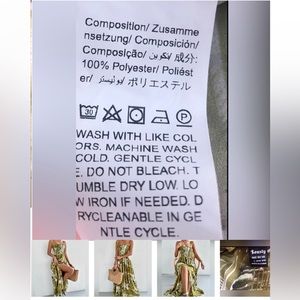 Composition/ Zusamme
nsetzung/ Composición/
Composição/ تكوين/ 成分:
100% Polyester/ Poliést
er/ بوليستر/ ポリエステル
30
P
WASH WITH LIKE COL
ORS. MACHINE WASH
COLD. GENTLE CYCL
E. DO NOT BLEACH. T
UMBLE DRY LOW. LO
W IRON IF NEEDED. D
RYCLEANABLE IN GE
NTLE CYCLE.